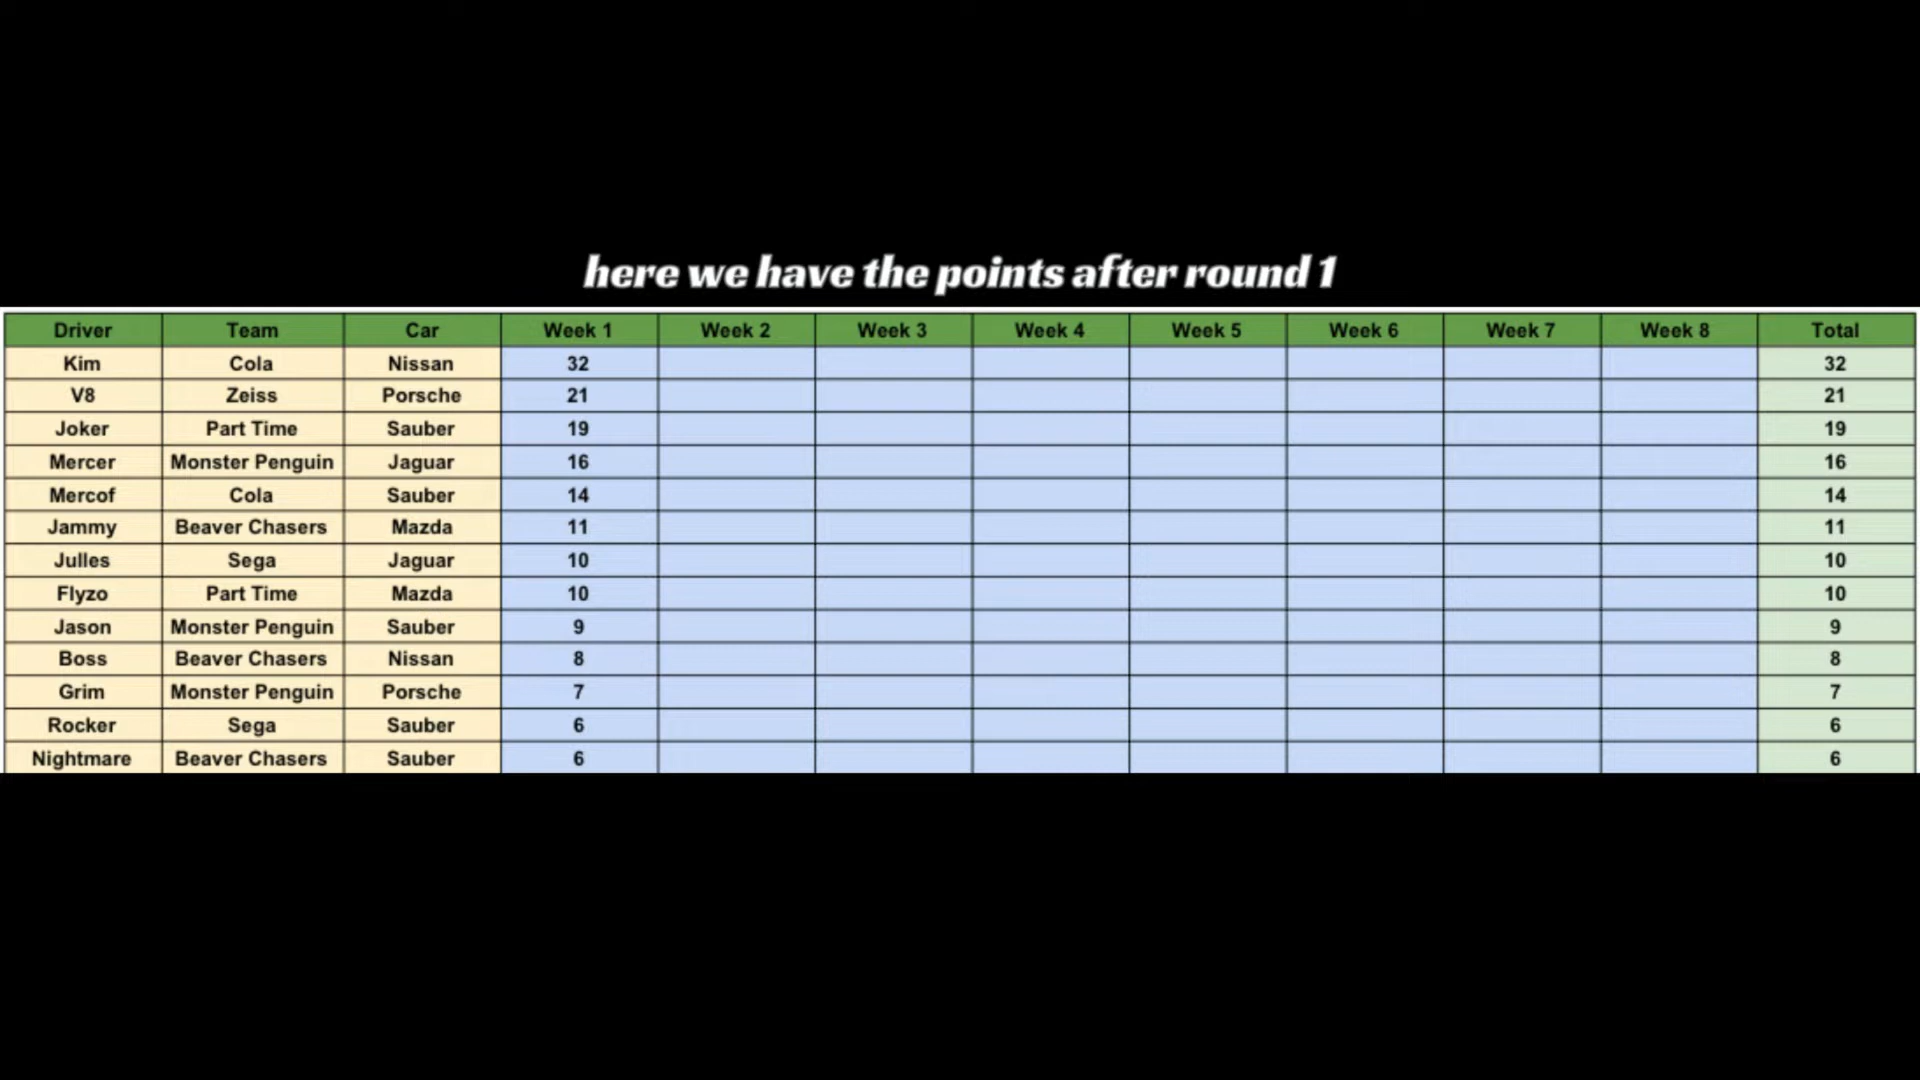 here we have the points after round 1
Driver Team Car Week 1 Week 2 Week 3 Week 4 Week 5 Week 6 Week 7 Week 8 Total
Kim Cola Nissan 32 32
V8 Zeiss Porsche 21 21
Joker Part Time Sauber 19 19
Mercer Monster Penguin Jaguar 16 16
Mercof Cola Sauber 14 14
Jammy Beaver Chasers Mazda 11 11
Julles Sega Jaguar 10 10
Flyzo Part Time Mazda 10 10
Jason Monster Penguin Sauber 9 9
Boss Beaver Chasers Nissan 8 8
Grim Monster Penguin Porsche 7 7
Rocker Sega Sauber 6 6
Nightmare Beaver Chasers Sauber 6 6